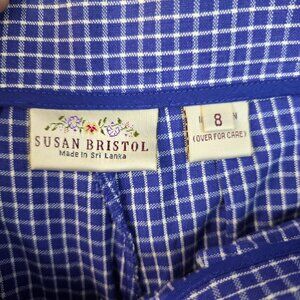 SUSAN BRISTOL
Made in Sri Lanka
8
(OVER FOR CARE)